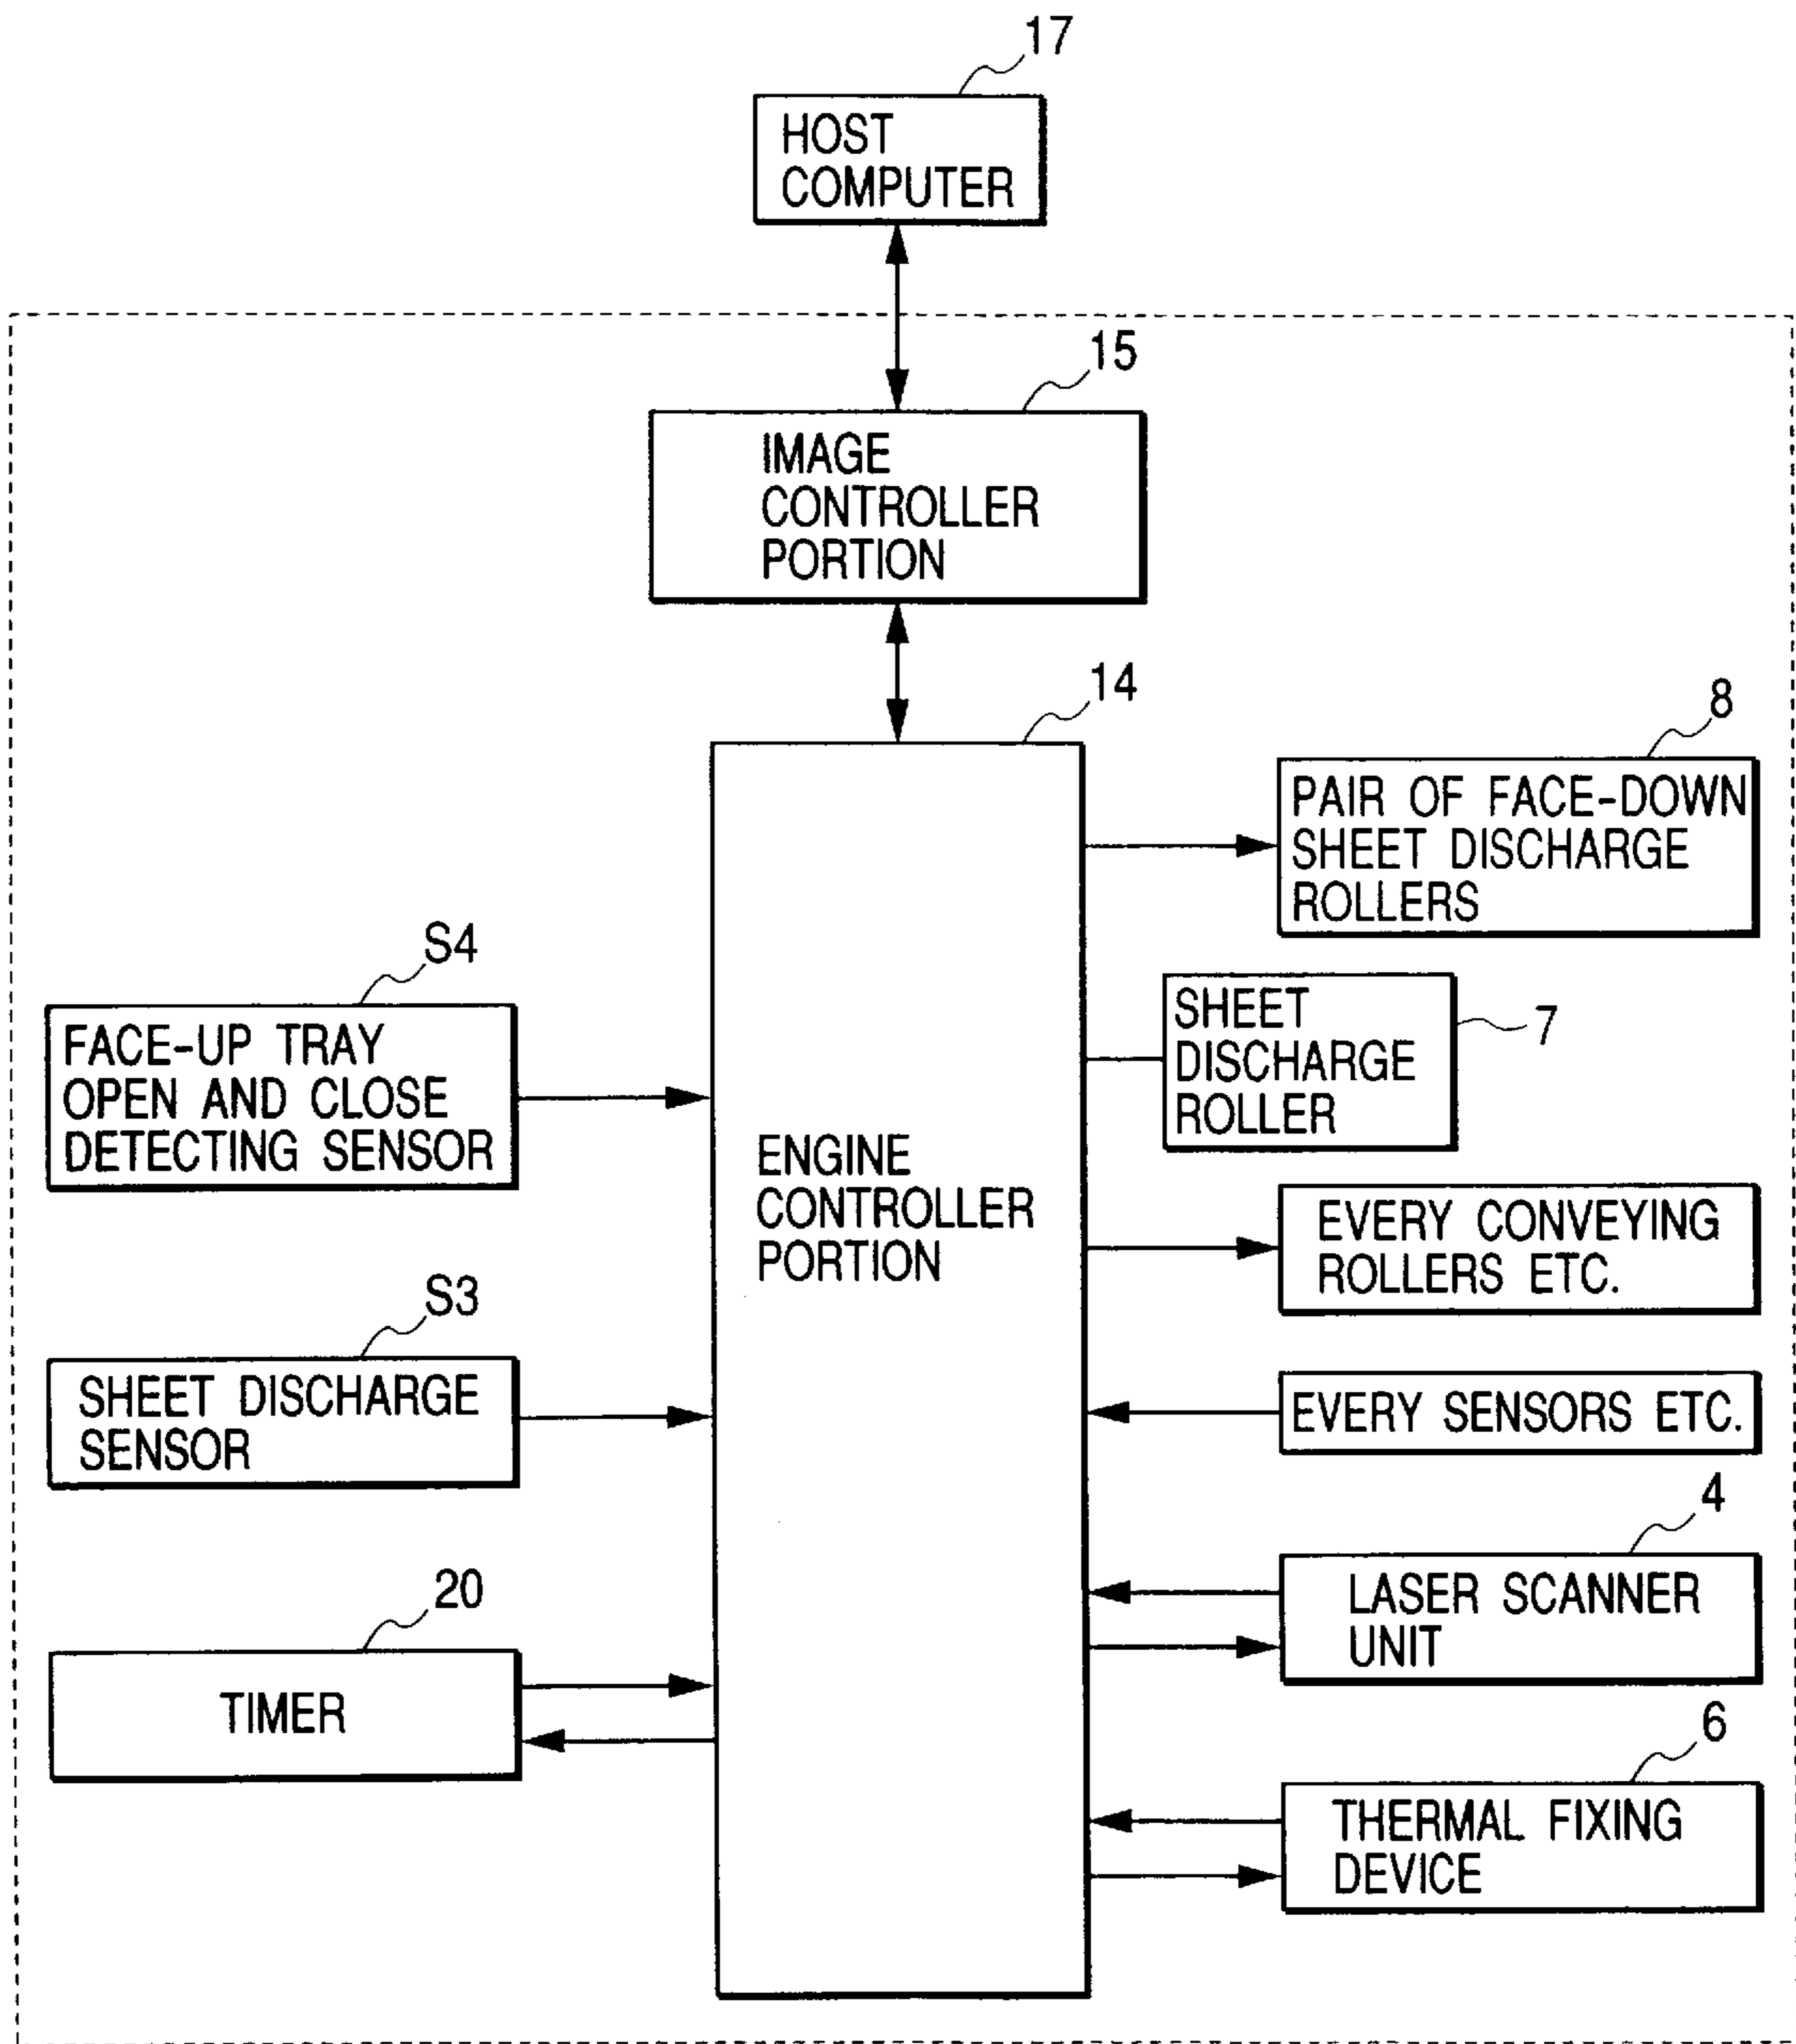 17
HOST
COMPUTER
15
IMAGE
CONTROLLER
PORTION
14
8
PAIR OF FACE-DOWN
SHEET DISCHARGE
ROLLERS
S4
FACE-UP TRAY
OPEN AND CLOSE
DETECTING SENSOR
SHEET
DISCHARGE
ROLLER
7
ENGINE
CONTROLLER
PORTION
EVERY CONVEYING
ROLLERS ETC.
S3
SHEET DISCHARGE
SENSOR
EVERY SENSORS ETC.
4
LASER SCANNER
UNIT
20
TIMER
6
THERMAL FIXING
DEVICE